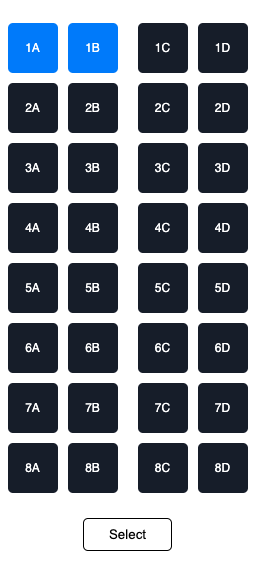 1A 1B 1C 1D
2A 2B 2C 2D
3A 3B 3C 3D
4A 4B 4C 4D
5A 5B 5C 5D
6A 6B 6C 6D
7A 7B 7C 7D
8A 8B 8C 8D
Select